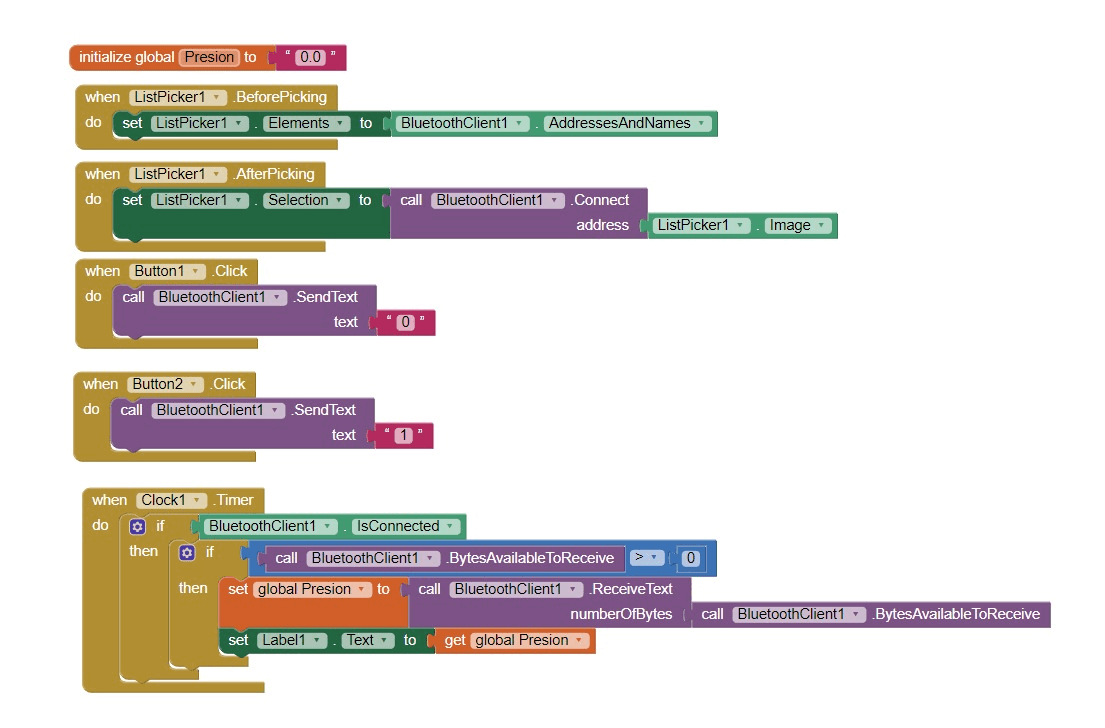 initialize global Presion to " 0.0 "
when ListPicker1 .BeforePicking
do set ListPicker1 . Elements to BluetoothClient1 . AddressesAndNames
when ListPicker1 .AfterPicking
do set ListPicker1 . Selection to call BluetoothClient1 .Connect
address ListPicker1 . Image
when Button1 .Click
do call BluetoothClient1 .SendText
text " 0 "
when Button2 .Click
do call BluetoothClient1 .SendText
text " 1 "
when Clock1 .Timer
do if BluetoothClient1 . IsConnected
then if call BluetoothClient1 .BytesAvailableToReceive > 0
then set global Presion to call BluetoothClient1 .ReceiveText
numberOfBytes call BluetoothClient1 .BytesAvailableToReceive
set Label1 . Text to get global Presion